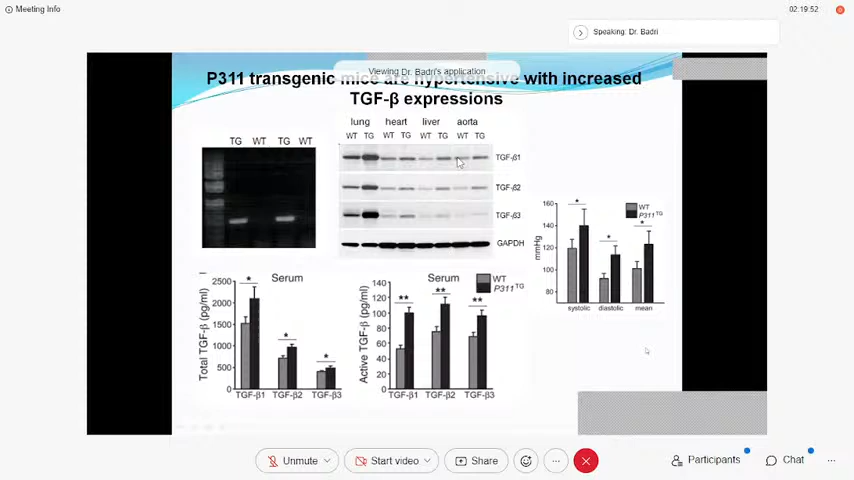 Meeting Info
02:19:52
Speaking: Dr. Badri
Viewing Dr. Badri's application
P311 transgenic mice are hypertensive with increased
TGF-β expressions
lung heart liver aorta
TG WT TG WT
WT TG WT TG WT TG WT TG
TGF-β1
TGF-β2
TGF-β3
GAPDH
160
140
120
100
80
mmHg
WT
P311TG
* * *
systolic diastolic mean
Serum
2500
2000
1500
1000
500
0
Total TGF-β (pg/ml)
* * *
TGF-β1 TGF-β2 TGF-β3
Serum
WT
P311TG
140
120
100
80
60
40
20
0
Active TGF-β (pg/ml)
** ** **
TGF-β1 TGF-β2 TGF-β3
Unmute
Start video
Share
Participants
Chat